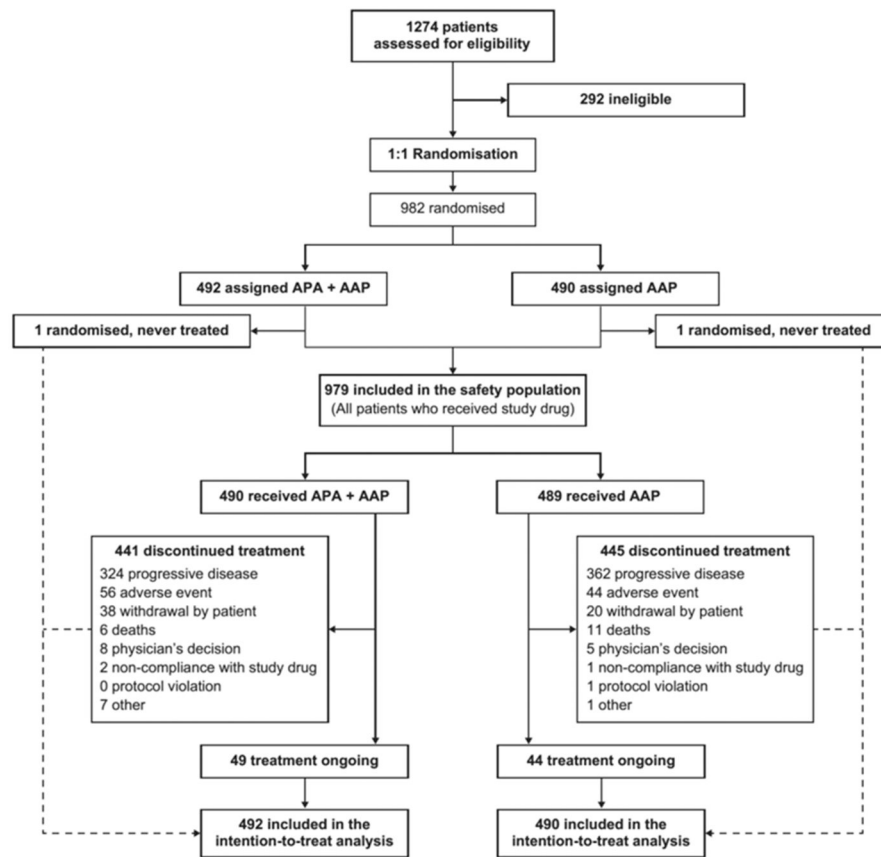 1274 patients
assessed for eligibility
292 ineligible
1:1 Randomisation
982 randomised
492 assigned APA + AAP
490 assigned AAP
1 randomised, never treated
1 randomised, never treated
979 included in the safety population
(All patients who received study drug)
490 received APA + AAP
489 received AAP
441 discontinued treatment
324 progressive disease
56 adverse event
38 withdrawal by patient
6 deaths
8 physician's decision
2 non-compliance with study drug
0 protocol violation
7 other
445 discontinued treatment
362 progressive disease
44 adverse event
20 withdrawal by patient
11 deaths
5 physician's decision
1 non-compliance with study drug
1 protocol violation
1 other
49 treatment ongoing
44 treatment ongoing
492 included in the
intention-to-treat analysis
490 included in the
intention-to-treat analysis